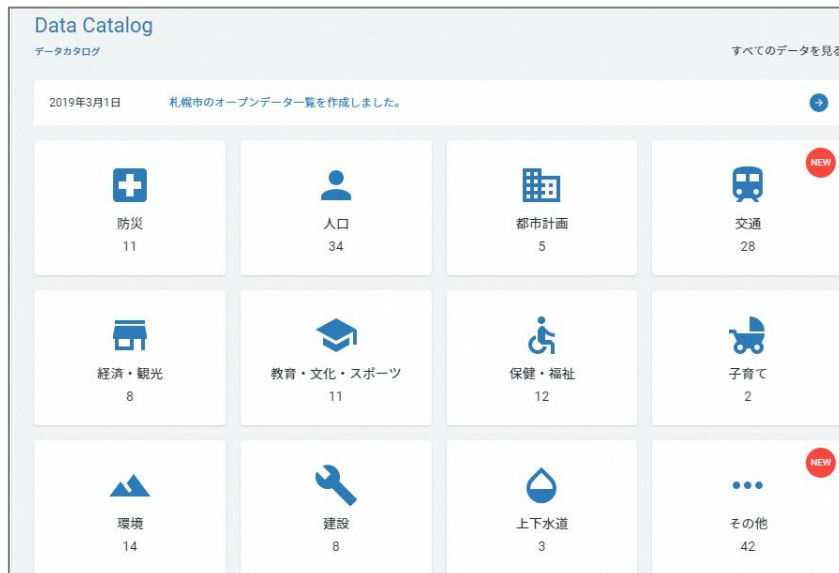 Data Catalog
データカタログ
すべてのデータを見る
2019年3月1日 札幌市のオープンデータ一覧を作成しました。
NEW
防災 人口 都市計画 交通
11 34 5 28
経済・観光 教育・文化・スポーツ 保健・福祉 子育て
8 11 12 2
NEW
環境 建設 上下水道 その他
14 8 3 42